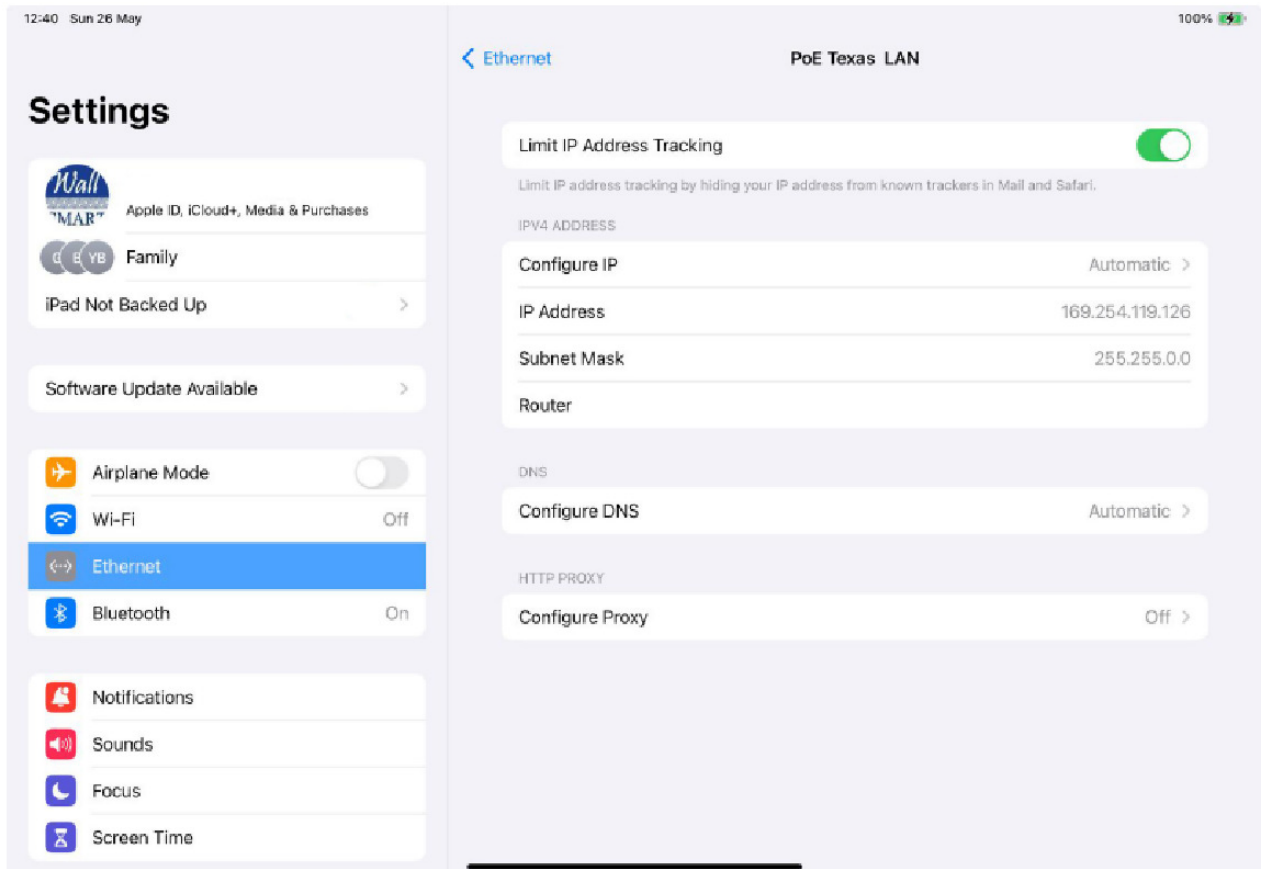 12:40 Sun 26 May
100%
Settings
Wall
"MAR"
Apple ID, iCloud+, Media & Purchases
E YB
Family
iPad Not Backed Up
Software Update Available
Airplane Mode
Wi-Fi Off
Ethernet
Bluetooth On
Notifications
Sounds
Focus
Screen Time
Ethernet
PoE Texas LAN
Limit IP Address Tracking
Limit IP address tracking by hiding your IP address from known trackers in Mail and Safari.
IPV4 ADDRESS
Configure IP Automatic
IP Address 169.254.119.126
Subnet Mask 255.255.0.0
Router
DNS
Configure DNS Automatic
HTTP PROXY
Configure Proxy Off